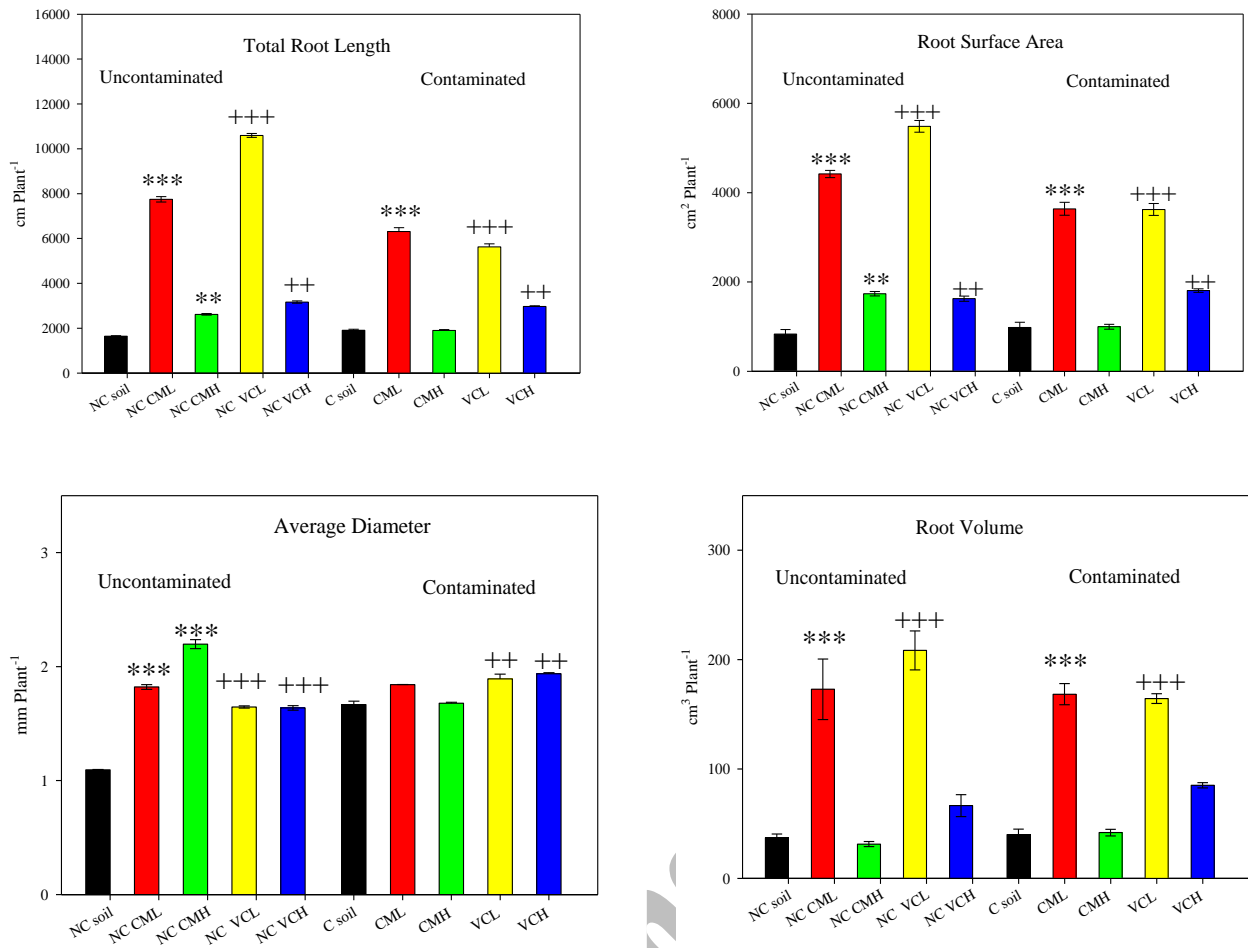 Total Root Length
Uncontaminated Contaminated
cm Plant-1
16000
14000
12000
10000
8000
6000
4000
2000
0
*** ** +++ ++ *** +++ ++
NC soil NC CML NC CMH NC VCL NC VCH C soil CML CMH VCL VCH
Root Surface Area
Uncontaminated Contaminated
cm2 Plant-1
8000
6000
4000
2000
0
*** ** +++ ++ *** +++ ++
NC soil NC CML NC CMH NC VCL NC VCH C soil CML CMH VCL VCH
Average Diameter
Uncontaminated Contaminated
mm Plant-1
3
2
1
0
*** *** +++ +++ ++ ++
NC soil NC CML NC CMH NC VCL NC VCH C soil CML CMH VCL VCH
Root Volume
Uncontaminated Contaminated
cm3 Plant-1
300
200
100
0
*** +++ *** +++
NC soil NC CML NC CMH NC VCL NC VCH C soil CML CMH VCL VCH